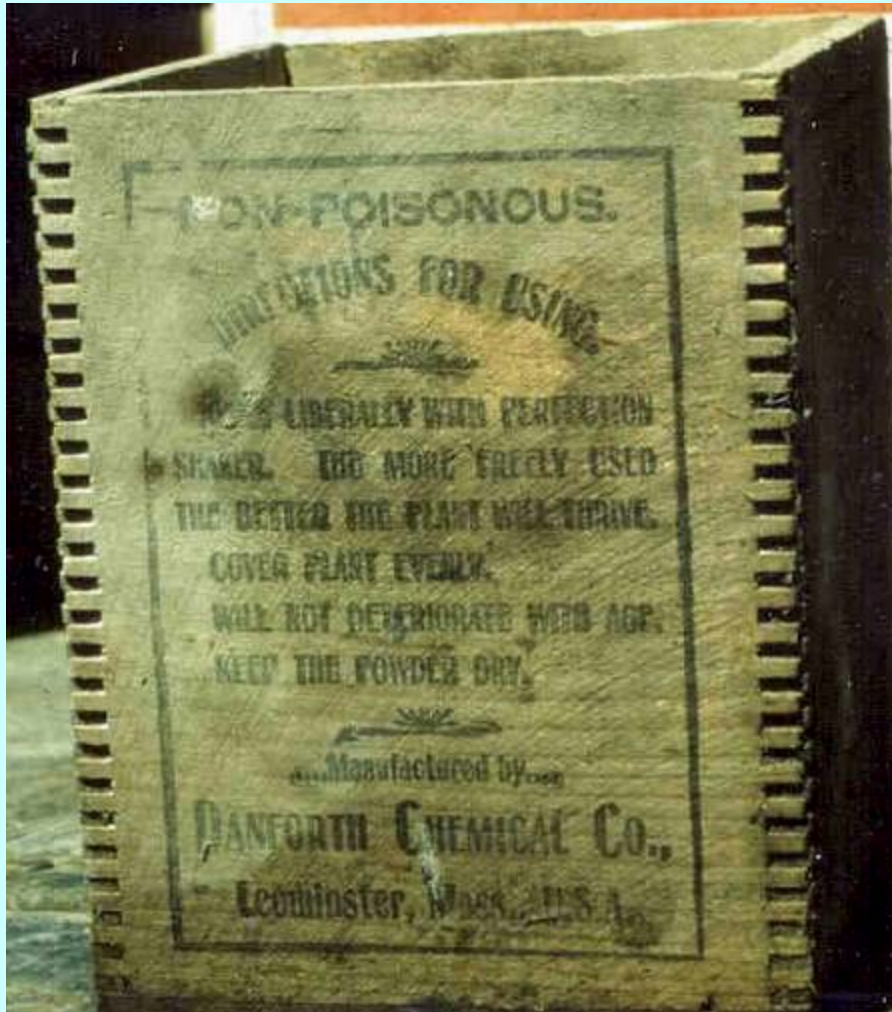 NON-POISONOUS.
DIRECTIONS FOR USING.
LIBERALLY WITH PERFECTION
SHAKER. THE MORE FREELY USED
THE BETTER THE PLANT WILL THRIVE.
COVER PLANT EVENLY.
WILL NOT DETERIORATE WITH AGE.
KEEP THE POWDER DRY.
Manufactured by
DANFORTH CHEMICAL CO.,
Leominster, Mass., U.S.A.